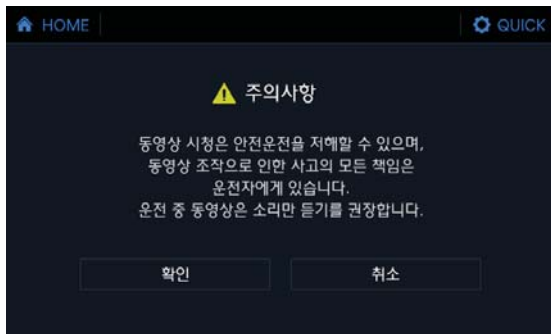 HOME
QUICK
주의사항
동영상 시청은 안전운전을 저해할 수 있으며,
동영상 조작으로 인한 사고의 모든 책임은
운전자에게 있습니다.
운전 중 동영상은 소리만 듣기를 권장합니다.
확인
취소